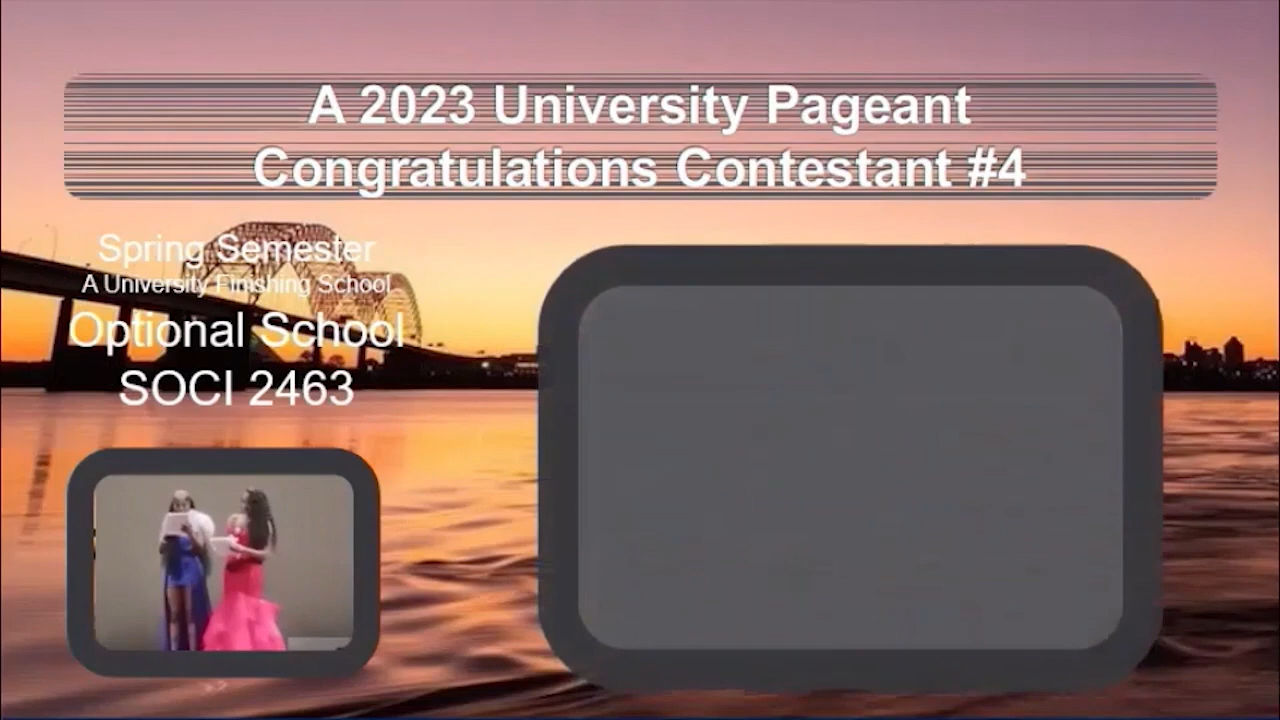 A 2023 University Pageant
Congratulations Contestant #4
Spring Semester
A University Finishing School
Optional School
SOCI 2463